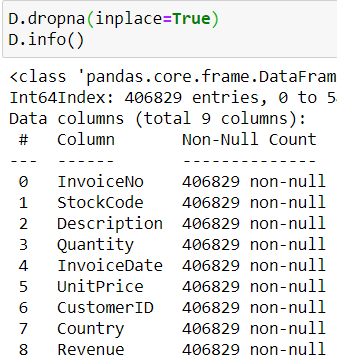 D.dropna(inplace=True)
D.info()
<class 'pandas.core.frame.DataFram
Int64Index: 406829 entries, 0 to 5
Data columns (total 9 columns):
 #   Column       Non-Null Count
---  ------       --------------
 0   InvoiceNo    406829 non-null
 1   StockCode    406829 non-null
 2   Description  406829 non-null
 3   Quantity     406829 non-null
 4   InvoiceDate  406829 non-null
 5   UnitPrice    406829 non-null
 6   CustomerID   406829 non-null
 7   Country      406829 non-null
 8   Revenue      406829 non-null